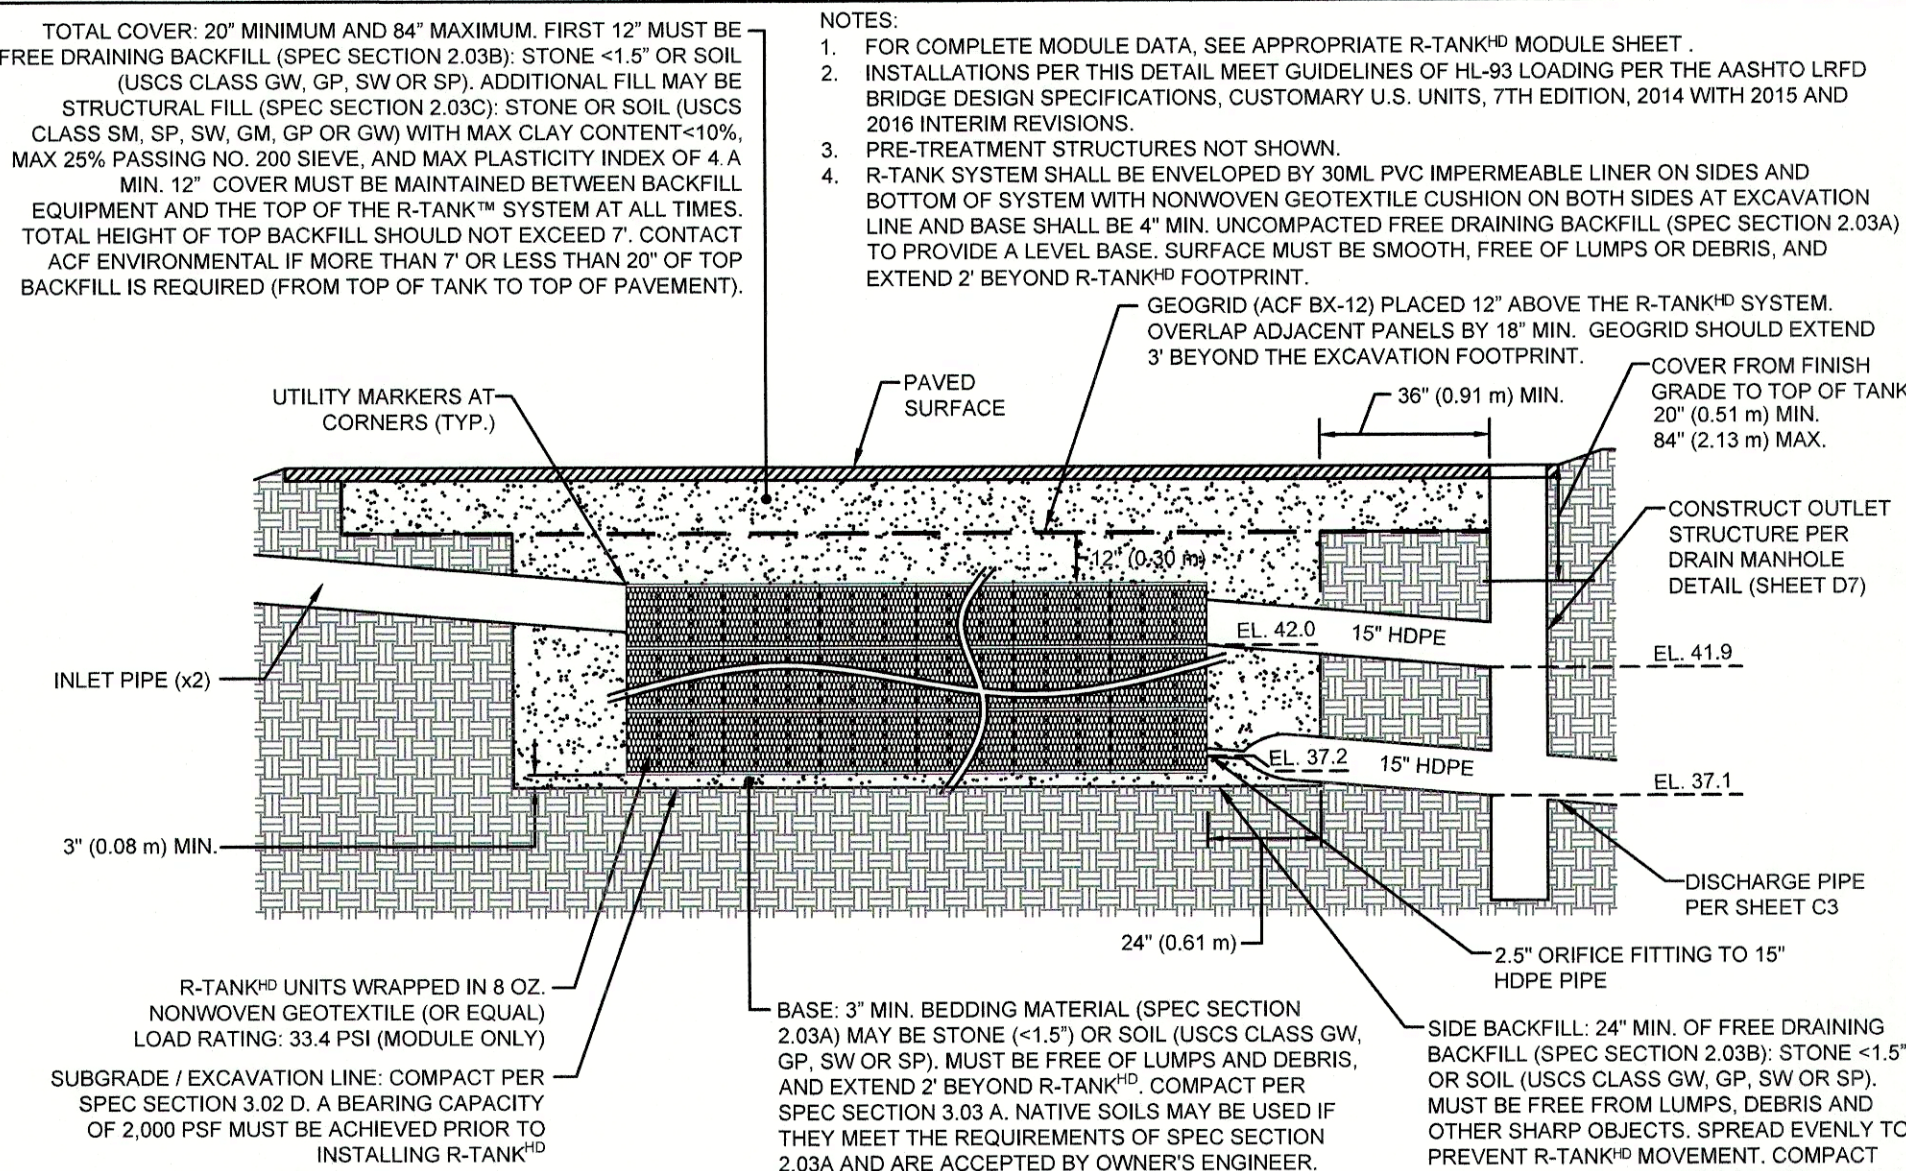 TOTAL COVER: 20" MINIMUM AND 84" MAXIMUM. FIRST 12" MUST BE
FREE DRAINING BACKFILL (SPEC SECTION 2.03B): STONE <1.5" OR SOIL
(USCS CLASS GW, GP, SW OR SP). ADDITIONAL FILL MAY BE
STRUCTURAL FILL (SPEC SECTION 2.03C): STONE OR SOIL (USCS
CLASS SM, SP, SW, GM, GP OR GW) WITH MAX CLAY CONTENT<10%,
MAX 25% PASSING NO. 200 SIEVE, AND MAX PLASTICITY INDEX OF 4. A
MIN. 12" COVER MUST BE MAINTAINED BETWEEN BACKFILL
EQUIPMENT AND THE TOP OF THE R-TANK™ SYSTEM AT ALL TIMES.
TOTAL HEIGHT OF TOP BACKFILL SHOULD NOT EXCEED 7'. CONTACT
ACF ENVIRONMENTAL IF MORE THAN 7' OR LESS THAN 20" OF TOP
BACKFILL IS REQUIRED (FROM TOP OF TANK TO TOP OF PAVEMENT).
NOTES:
1. FOR COMPLETE MODULE DATA, SEE APPROPRIATE R-TANKHD MODULE SHEET .
2. INSTALLATIONS PER THIS DETAIL MEET GUIDELINES OF HL-93 LOADING PER THE AASHTO LRFD
BRIDGE DESIGN SPECIFICATIONS, CUSTOMARY U.S. UNITS, 7TH EDITION, 2014 WITH 2015 AND
2016 INTERIM REVISIONS.
3. PRE-TREATMENT STRUCTURES NOT SHOWN.
4. R-TANK SYSTEM SHALL BE ENVELOPED BY 30ML PVC IMPERMEABLE LINER ON SIDES AND
BOTTOM OF SYSTEM WITH NONWOVEN GEOTEXTILE CUSHION ON BOTH SIDES AT EXCAVATION
LINE AND BASE SHALL BE 4" MIN. UNCOMPACTED FREE DRAINING BACKFILL (SPEC SECTION 2.03A)
TO PROVIDE A LEVEL BASE. SURFACE MUST BE SMOOTH, FREE OF LUMPS OR DEBRIS, AND
EXTEND 2' BEYOND R-TANKHD FOOTPRINT.
GEOGRID (ACF BX-12) PLACED 12" ABOVE THE R-TANKHD SYSTEM.
OVERLAP ADJACENT PANELS BY 18" MIN. GEOGRID SHOULD EXTEND
3' BEYOND THE EXCAVATION FOOTPRINT.
COVER FROM FINISH
GRADE TO TOP OF TANK
20" (0.51 m) MIN.
84" (2.13 m) MAX.
36" (0.91 m) MIN.
PAVED
SURFACE
UTILITY MARKERS AT
CORNERS (TYP.)
CONSTRUCT OUTLET
STRUCTURE PER
DRAIN MANHOLE
DETAIL (SHEET D7)
12" (0.30 m)
EL. 42.0
15" HDPE
EL. 41.9
INLET PIPE (x2)
EL. 37.2
15" HDPE
EL. 37.1
3" (0.08 m) MIN.
DISCHARGE PIPE
PER SHEET C3
24" (0.61 m)
2.5" ORIFICE FITTING TO 15"
HDPE PIPE
R-TANKHD UNITS WRAPPED IN 8 OZ.
NONWOVEN GEOTEXTILE (OR EQUAL)
LOAD RATING: 33.4 PSI (MODULE ONLY)
SUBGRADE / EXCAVATION LINE: COMPACT PER
SPEC SECTION 3.02 D. A BEARING CAPACITY
OF 2,000 PSF MUST BE ACHIEVED PRIOR TO
INSTALLING R-TANKHD
BASE: 3" MIN. BEDDING MATERIAL (SPEC SECTION
2.03A) MAY BE STONE (<1.5") OR SOIL (USCS CLASS GW,
GP, SW OR SP). MUST BE FREE OF LUMPS AND DEBRIS,
AND EXTEND 2' BEYOND R-TANKHD. COMPACT PER
SPEC SECTION 3.03 A. NATIVE SOILS MAY BE USED IF
THEY MEET THE REQUIREMENTS OF SPEC SECTION
2.03A AND ARE ACCEPTED BY OWNER'S ENGINEER.
SIDE BACKFILL: 24" MIN. OF FREE DRAINING
BACKFILL (SPEC SECTION 2.03B): STONE <1.5"
OR SOIL (USCS CLASS GW, GP, SW OR SP).
MUST BE FREE FROM LUMPS, DEBRIS AND
OTHER SHARP OBJECTS. SPREAD EVENLY TO
PREVENT R-TANKHD MOVEMENT. COMPACT